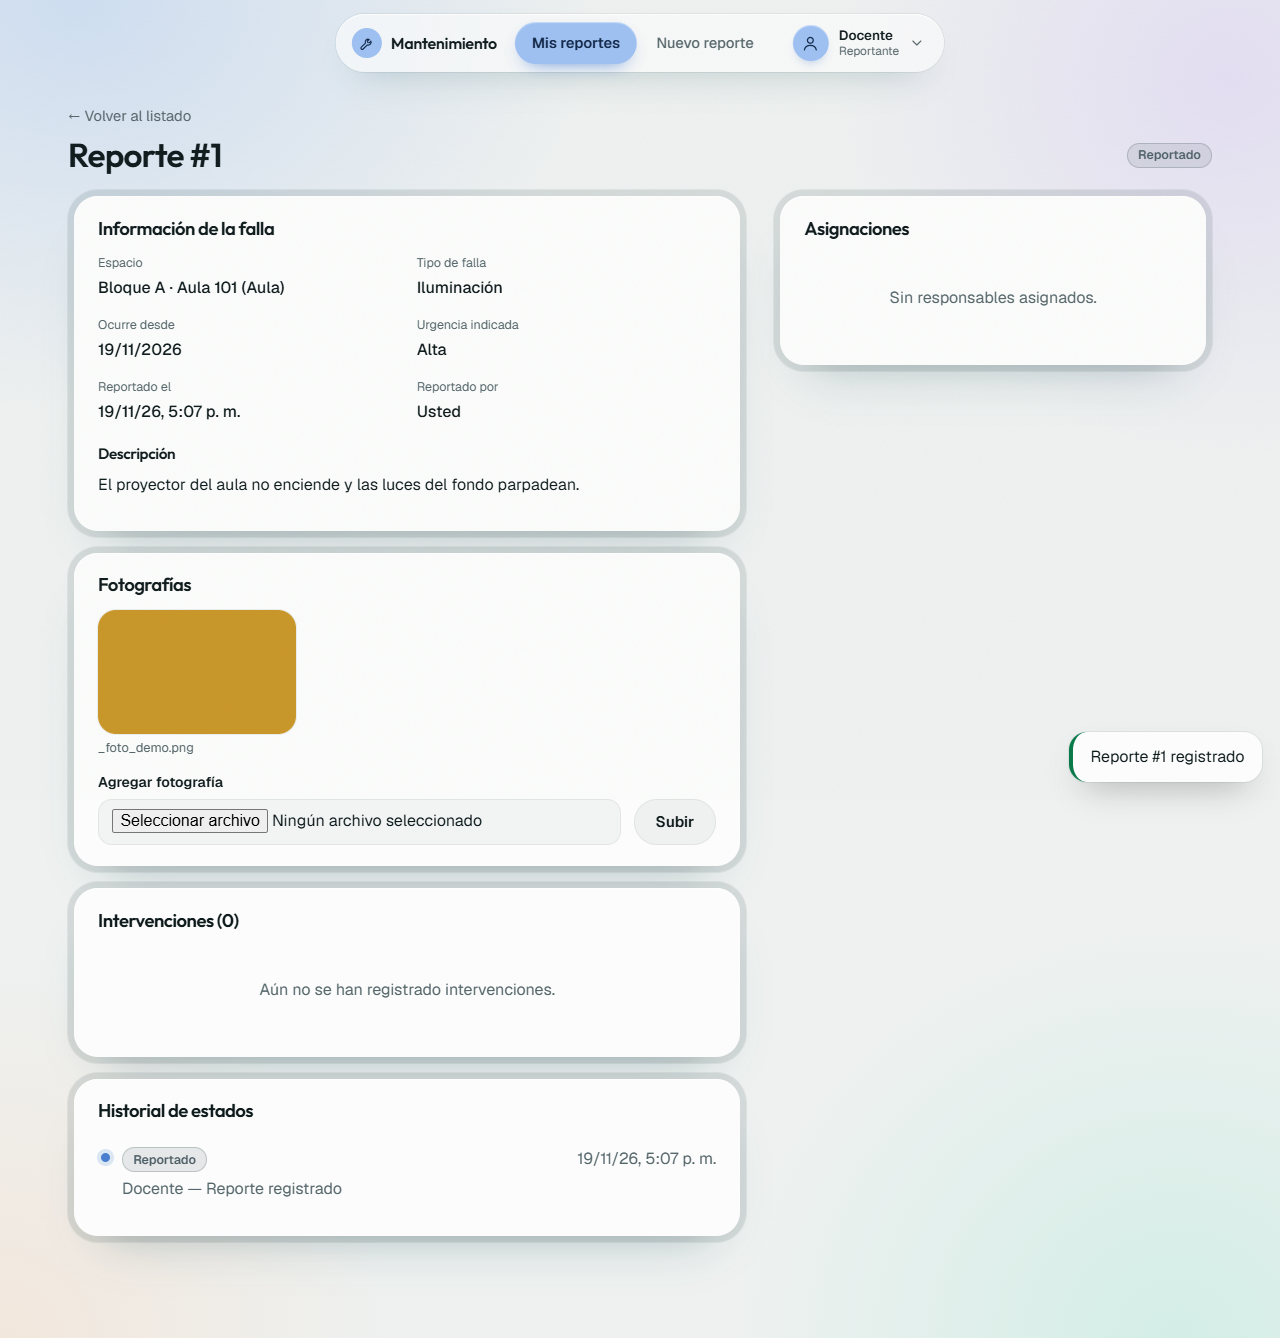 Mantenimiento
Mis reportes
Nuevo reporte
Docente
Reportante
← Volver al listado
Reporte #1
Reportado
Información de la falla
Espacio
Bloque A · Aula 101 (Aula)
Tipo de falla
Iluminación
Ocurre desde
19/11/2026
Urgencia indicada
Alta
Reportado el
19/11/26, 5:07 p. m.
Reportado por
Usted
Descripción
El proyector del aula no enciende y las luces del fondo parpadean.
Asignaciones
Sin responsables asignados.
Fotografías
_foto_demo.png
Agregar fotografía
Seleccionar archivo Ningún archivo seleccionado
Subir
Reporte #1 registrado
Intervenciones (0)
Aún no se han registrado intervenciones.
Historial de estados
Reportado
19/11/26, 5:07 p. m.
Docente — Reporte registrado